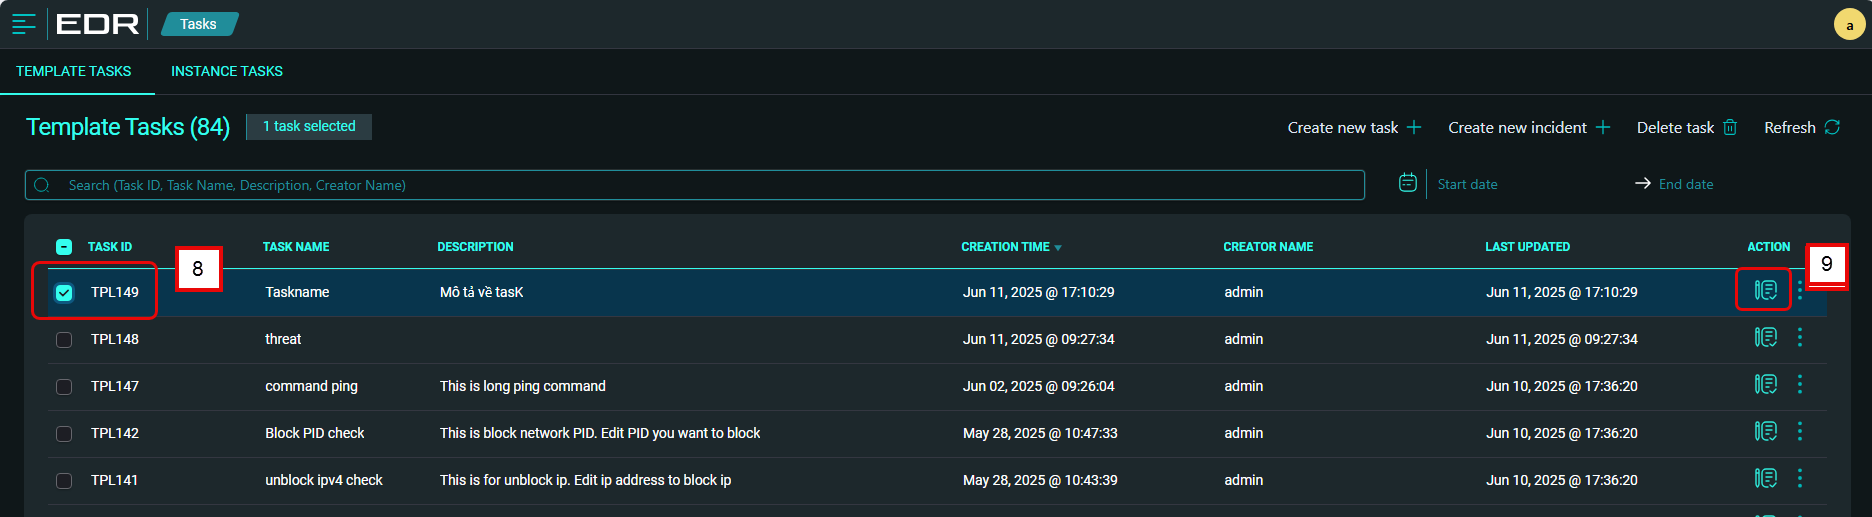 EDR Tasks a
TEMPLATE TASKS INSTANCE TASKS
Template Tasks (84) 1 task selected Create new task Create new incident Delete task Refresh
Search (Task ID, Task Name, Description, Creator Name) Start date End date
TASK ID TASK NAME DESCRIPTION CREATION TIME CREATOR NAME LAST UPDATED ACTION
8 9
TPL149 Taskname Mô tả về tasK Jun 11, 2025 @ 17:10:29 admin Jun 11, 2025 @ 17:10:29
TPL148 threat Jun 11, 2025 @ 09:27:34 admin Jun 11, 2025 @ 09:27:34
TPL147 command ping This is long ping command Jun 02, 2025 @ 09:26:04 admin Jun 10, 2025 @ 17:36:20
TPL142 Block PID check This is block network PID. Edit PID you want to block May 28, 2025 @ 10:47:33 admin Jun 10, 2025 @ 17:36:20
TPL141 unblock ipv4 check This is for unblock ip. Edit ip address to block ip May 28, 2025 @ 10:43:39 admin Jun 10, 2025 @ 17:36:20